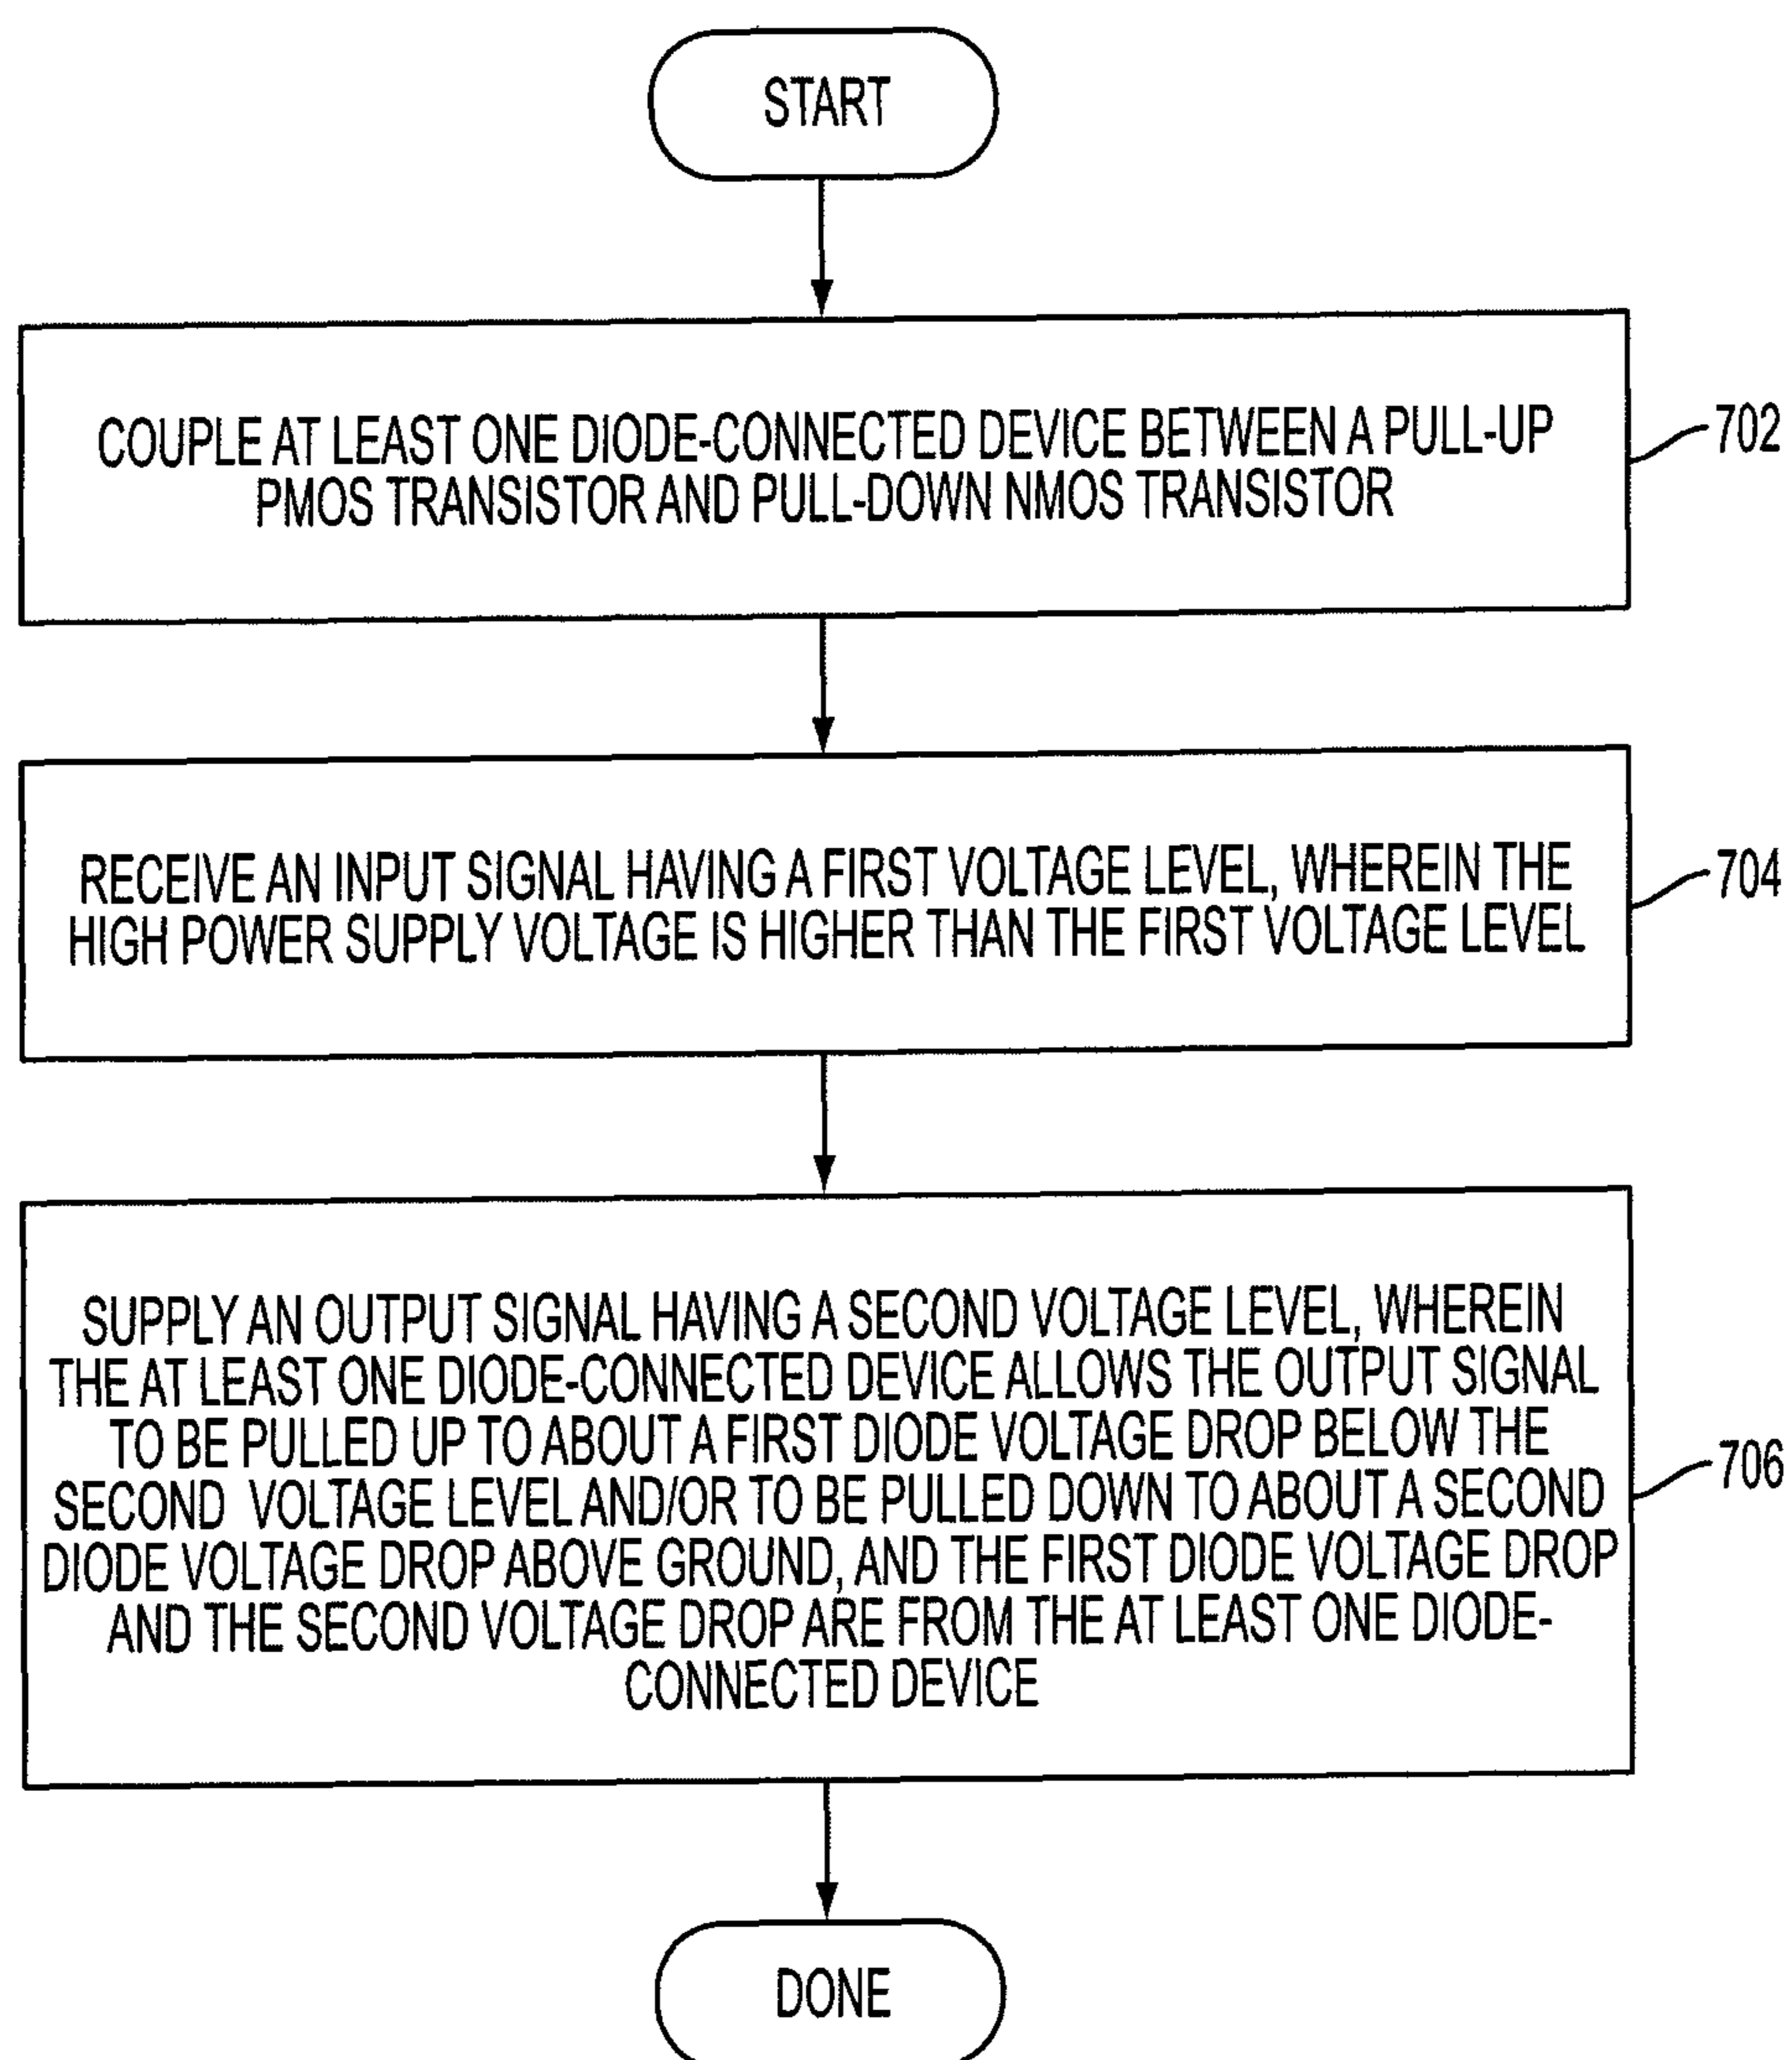 START
COUPLE AT LEAST ONE DIODE-CONNECTED DEVICE BETWEEN A PULL-UP
PMOS TRANSISTOR AND PULL-DOWN NMOS TRANSISTOR
702
RECEIVE AN INPUT SIGNAL HAVING A FIRST VOLTAGE LEVEL, WHEREIN THE
HIGH POWER SUPPLY VOLTAGE IS HIGHER THAN THE FIRST VOLTAGE LEVEL
704
SUPPLY AN OUTPUT SIGNAL HAVING A SECOND VOLTAGE LEVEL, WHEREIN
THE AT LEAST ONE DIODE-CONNECTED DEVICE ALLOWS THE OUTPUT SIGNAL
TO BE PULLED UP TO ABOUT A FIRST DIODE VOLTAGE DROP BELOW THE
SECOND VOLTAGE LEVEL AND/OR TO BE PULLED DOWN TO ABOUT A SECOND
DIODE VOLTAGE DROP ABOVE GROUND, AND THE FIRST DIODE VOLTAGE DROP
AND THE SECOND VOLTAGE DROP ARE FROM THE AT LEAST ONE DIODE-
CONNECTED DEVICE
706
DONE